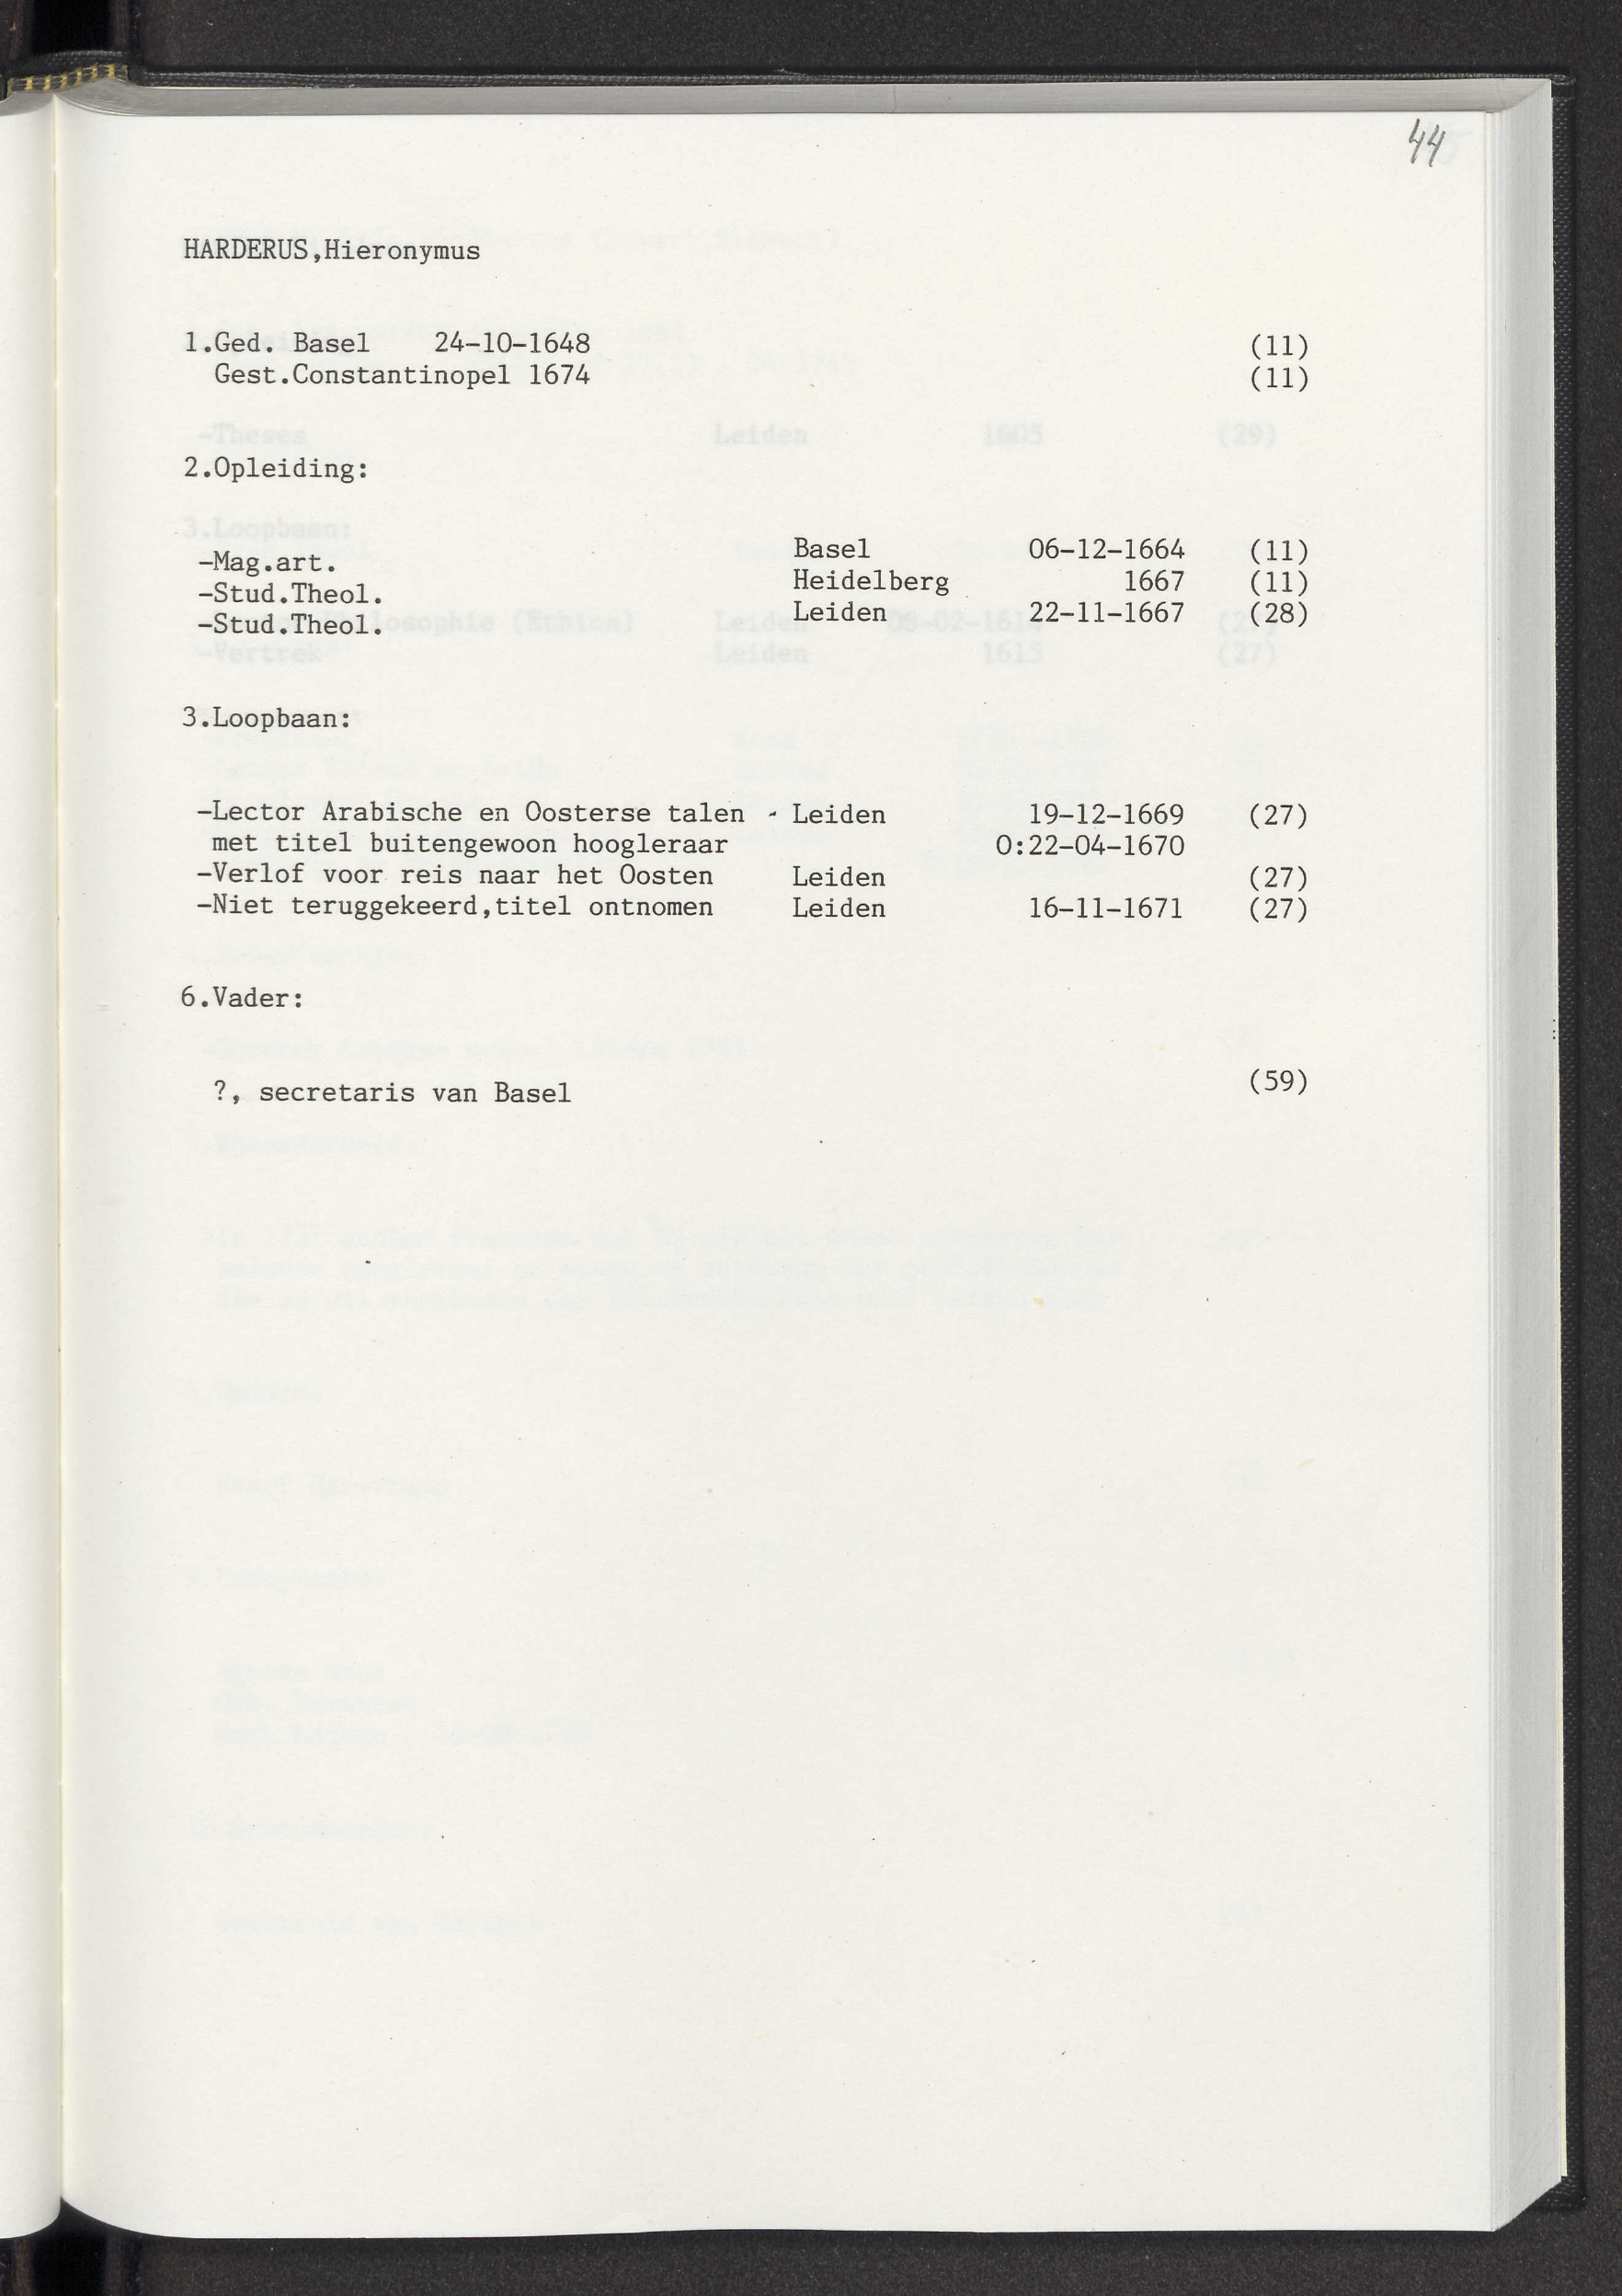 44
HARDERUS,Hieronymus
1.Ged. Basel 24-10-1648 (11)
Gest.Constantinopel 1674 (11)
2.Opleiding:
-Mag.art. Basel 06-12-1664 (11)
-Stud.Theol. Heidelberg 1667 (11)
-Stud.Theol. Leiden 22-11-1667 (28)
3.Loopbaan:
-Lector Arabische en Oosterse talen - Leiden 19-12-1669 (27)
met titel buitengewoon hoogleraar 0:22-04-1670
-Verlof voor reis naar het Oosten Leiden (27)
-Niet teruggekeerd,titel ontnomen Leiden 16-11-1671 (27)
6.Vader:
?, secretaris van Basel (59)